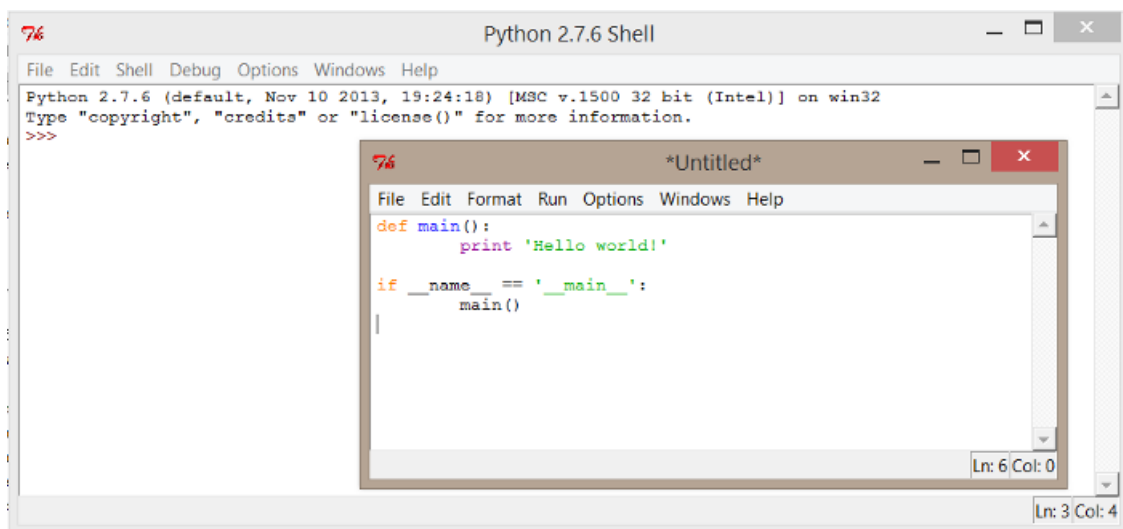 Python 2.7.6 Shell
File Edit Shell Debug Options Windows Help
Python 2.7.6 (default, Nov 10 2013, 19:24:18) [MSC v.1500 32 bit (Intel)] on win32
Type "copyright", "credits" or "license()" for more information.
>>>
*Untitled*
File Edit Format Run Options Windows Help
def main():
        print 'Hello world!'

if __name__ == '__main__':
        main()
Ln: 6 Col: 0
Ln: 3 Col: 4